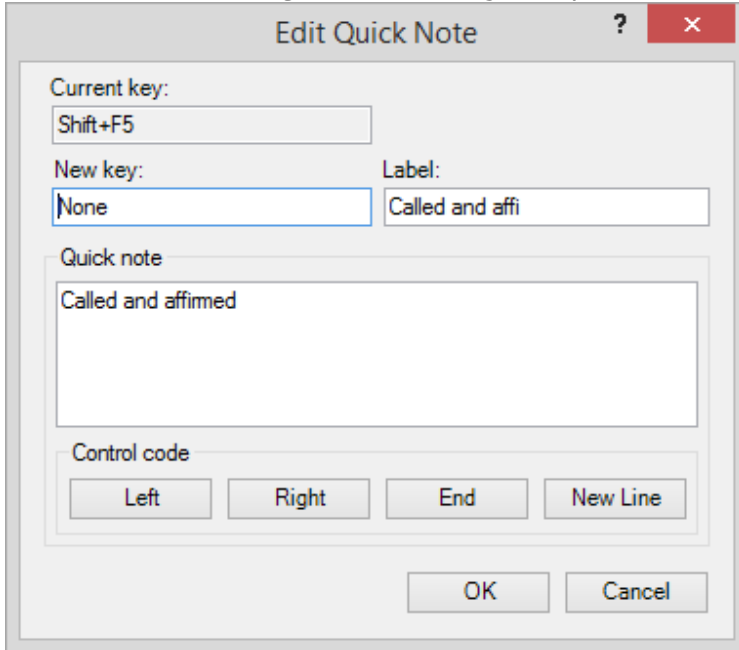 Edit Quick Note
?
×
Current key:
Shift+F5
New key:
Label:
None
Called and affi
Quick note
Called and affirmed
Control code
Left
Right
End
New Line
OK
Cancel